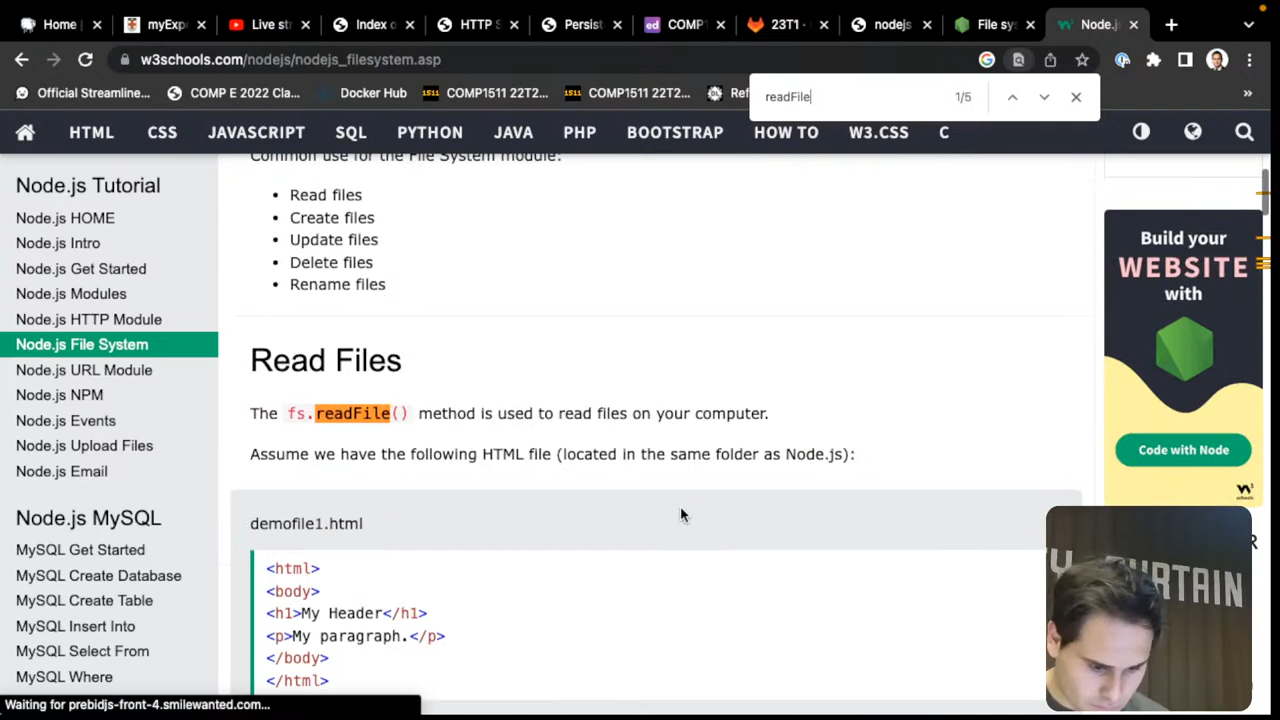 Home |
myExp
Live st
Index o
HTTP S
Persist
ed COMP
23T1 -
nodejs
File sy
Node.j
w3schools.com/nodejs/nodejs_filesystem.asp
Official Streamline...
COMP E 2022 Cla...
Docker Hub
1511 COMP1511 22T2...
1511 COMP1511 22T2...
Ref
»
readFile 1/5
HTML CSS JAVASCRIPT SQL PYTHON JAVA PHP BOOTSTRAP HOW TO W3.CSS C
Node.js Tutorial
Node.js HOME
Node.js Intro
Node.js Get Started
Node.js Modules
Node.js HTTP Module
Node.js File System
Node.js URL Module
Node.js NPM
Node.js Events
Node.js Upload Files
Node.js Email
Node.js MySQL
MySQL Get Started
MySQL Create Database
MySQL Create Table
MySQL Insert Into
MySQL Select From
MySQL Where
Common use for the File System module:
• Read files
• Create files
• Update files
• Delete files
• Rename files
Read Files
The fs.readFile() method is used to read files on your computer.
Assume we have the following HTML file (located in the same folder as Node.js):
demofile1.html
<html>
<body>
<h1>My Header</h1>
<p>My paragraph.</p>
</body>
</html>
Build your
WEBSITE
with
Code with Node
schools
R
TY CURTAIN
Waiting for prebidjs-front-4.smilewanted.com...